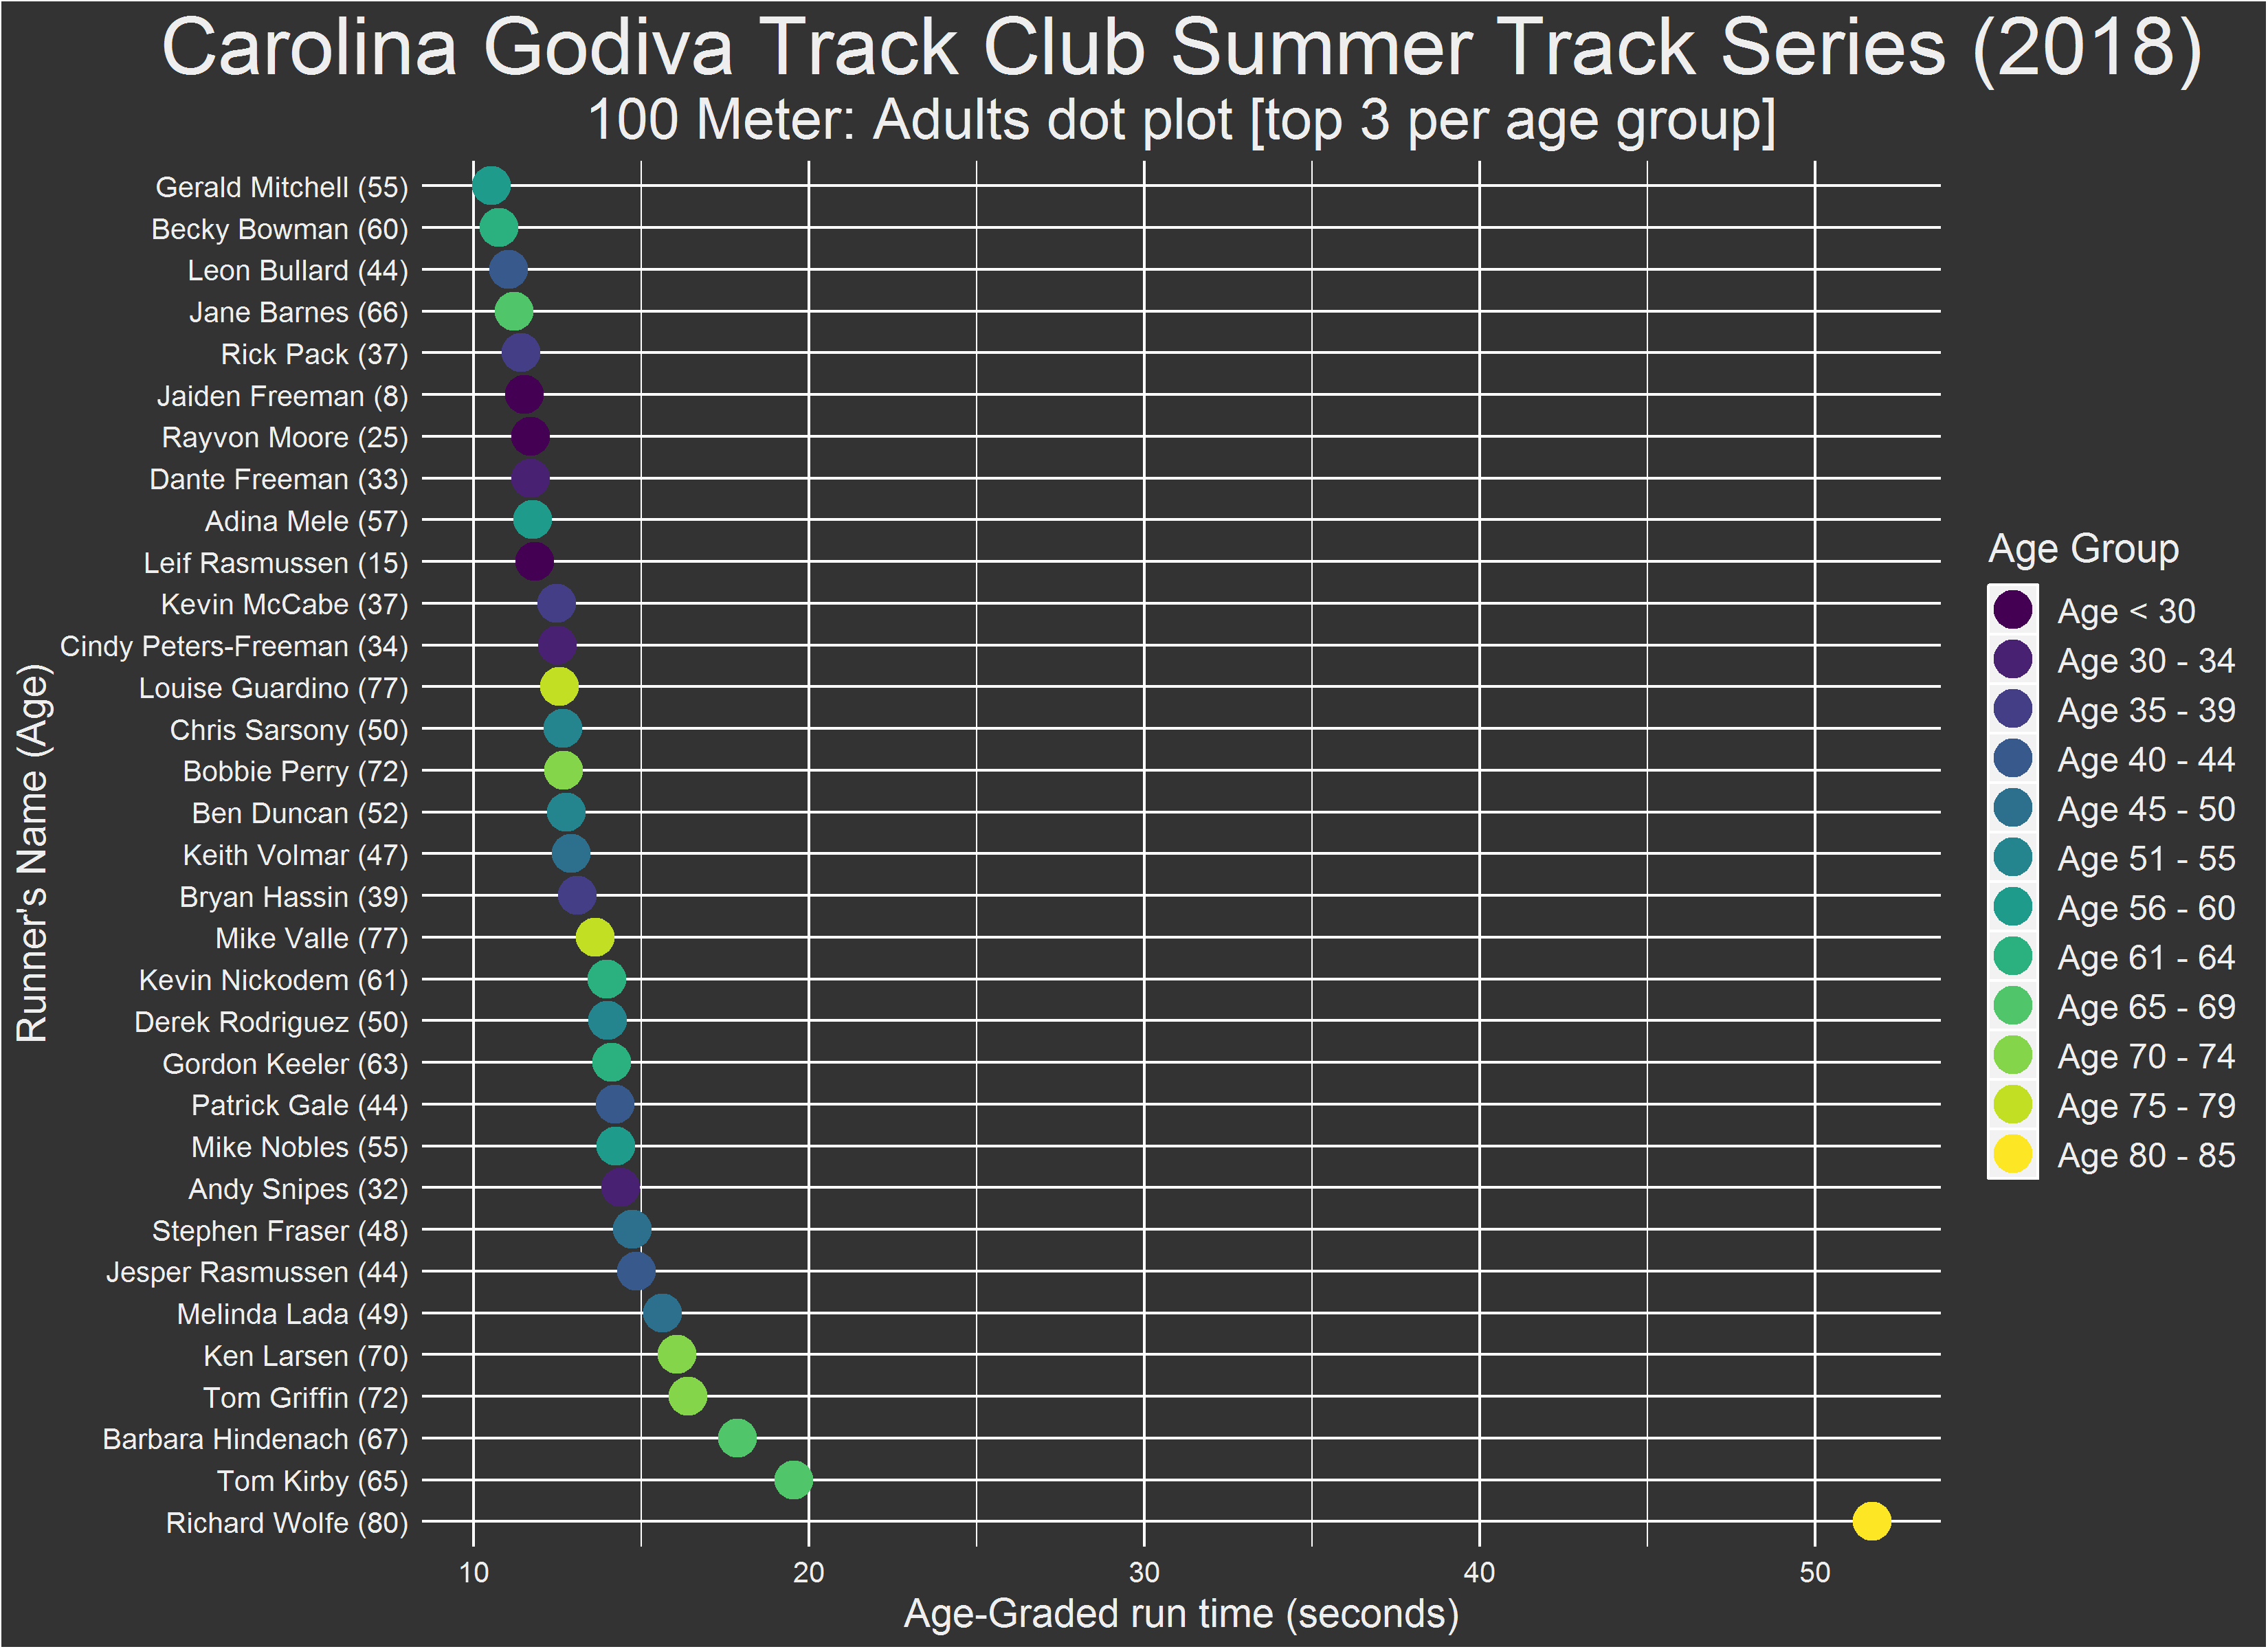 Carolina Godiva Track Club Summer Track Series (2018)
100 Meter: Adults dot plot [top 3 per age group]
Runner's Name (Age)
Gerald Mitchell (55)
Becky Bowman (60)
Leon Bullard (44)
Jane Barnes (66)
Rick Pack (37)
Jaiden Freeman (8)
Rayvon Moore (25)
Dante Freeman (33)
Adina Mele (57)
Leif Rasmussen (15)
Kevin McCabe (37)
Cindy Peters-Freeman (34)
Louise Guardino (77)
Chris Sarsony (50)
Bobbie Perry (72)
Ben Duncan (52)
Keith Volmar (47)
Bryan Hassin (39)
Mike Valle (77)
Kevin Nickodem (61)
Derek Rodriguez (50)
Gordon Keeler (63)
Patrick Gale (44)
Mike Nobles (55)
Andy Snipes (32)
Stephen Fraser (48)
Jesper Rasmussen (44)
Melinda Lada (49)
Ken Larsen (70)
Tom Griffin (72)
Barbara Hindenach (67)
Tom Kirby (65)
Richard Wolfe (80)
10 20 30 40 50
Age-Graded run time (seconds)
Age Group
Age < 30
Age 30 - 34
Age 35 - 39
Age 40 - 44
Age 45 - 50
Age 51 - 55
Age 56 - 60
Age 61 - 64
Age 65 - 69
Age 70 - 74
Age 75 - 79
Age 80 - 85